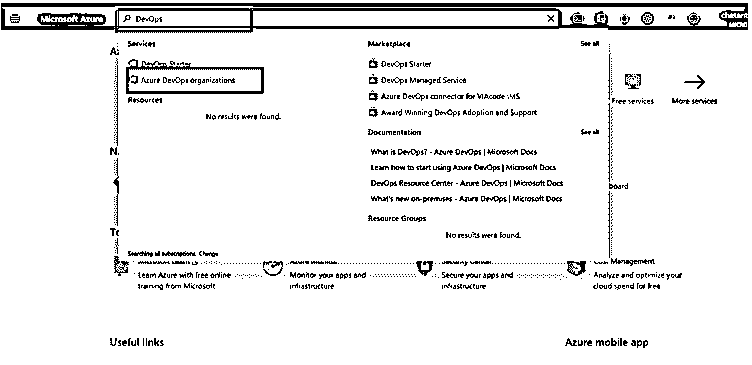 Microsoft Azure
DevOps
Services
DevOps Starter
Azure DevOps organizations
Resources
No results were found.
Marketplace
See all
DevOps Starter
DevOps Managed Service
Azure DevOps connector for VIAcode IMS
Award Winning DevOps Adoption and Support
Documentation
See all
What is DevOps? - Azure DevOps | Microsoft Docs
Learn how to start using Azure DevOps | Microsoft Docs
DevOps Resource Center - Azure DevOps | Microsoft Docs
What's new on-premises - Azure DevOps | Microsoft Docs
Resource Groups
No results were found.
Searching all subscriptions. Change
Free services
More services
board
Management
Learn Azure with free online
training from Microsoft
Monitor your apps and
infrastructure
Secure your apps and
infrastructure
Analyze and optimize your
cloud spend for free
Useful links
Azure mobile app